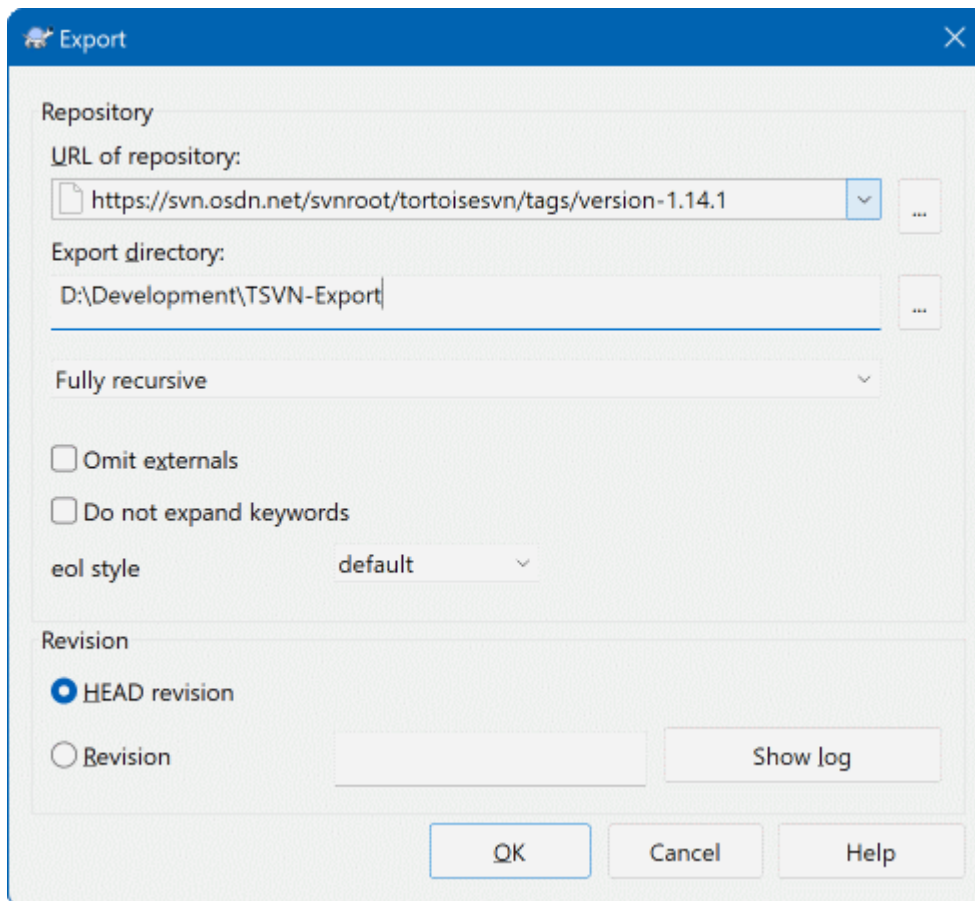 Export
Repository
URL of repository:
https://svn.osdn.net/svnroot/tortoisesvn/tags/version-1.14.1
...
Export directory:
D:\Development\TSVN-Export
...
Fully recursive
Omit externals
Do not expand keywords
eol style default
Revision
HEAD revision
Revision Show log
OK Cancel Help